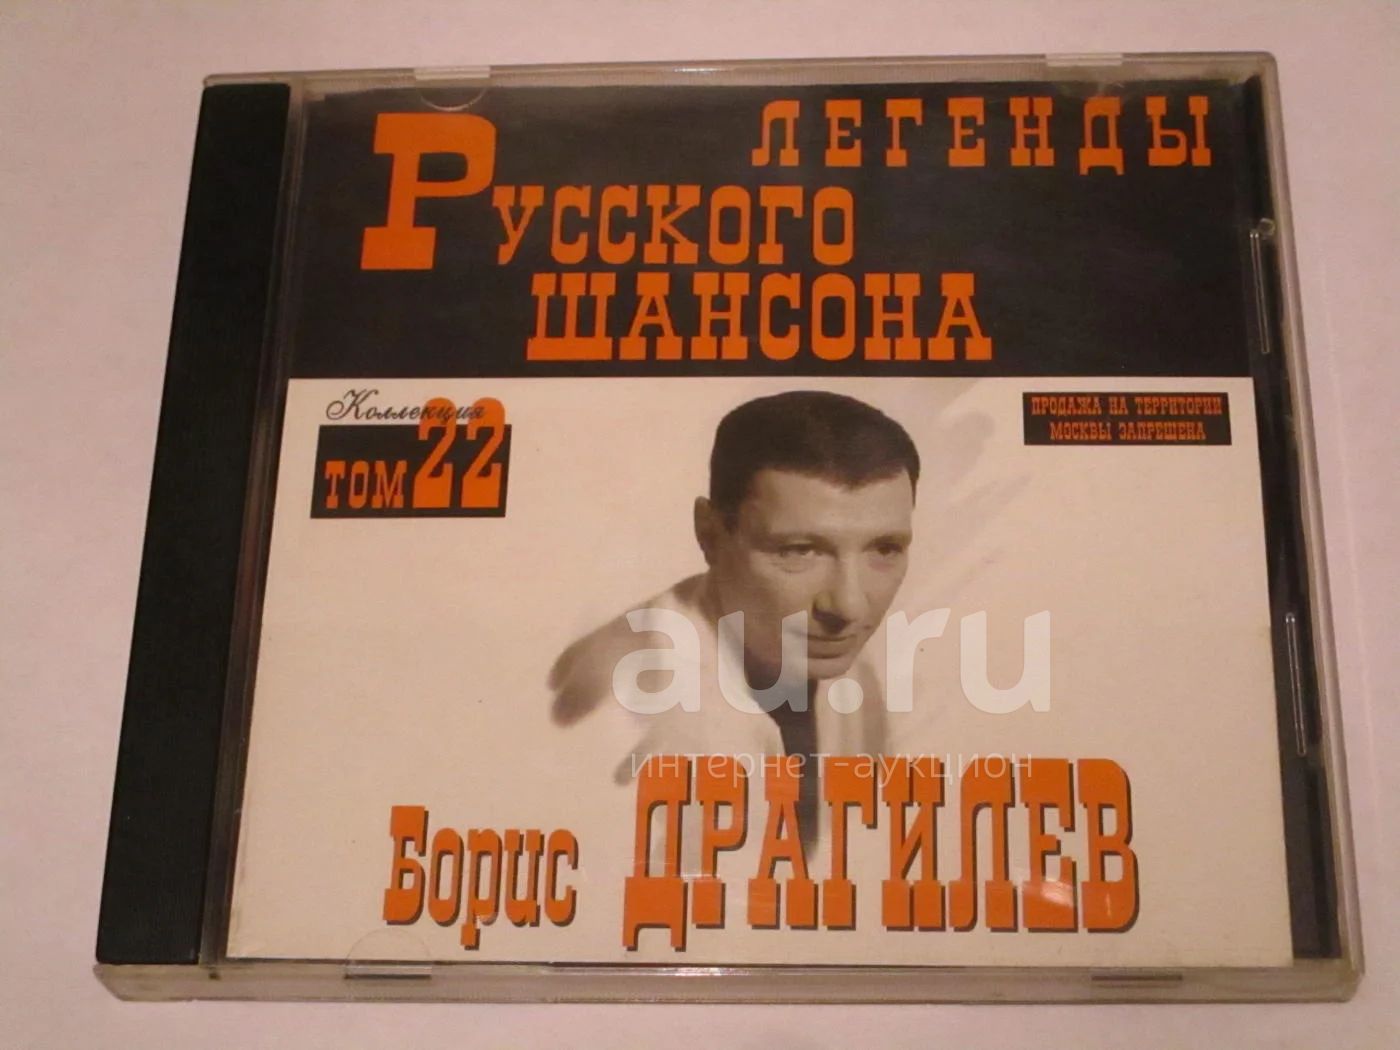 ЛЕГЕНДЫ
РУССКОГО
ШАНСОНА
Коллекция
ТОМ 22
ПРОДАЖА НА ТЕРРИТОРИИ
МОСКВЫ ЗАПРЕЩЕНА
au.ru
интернет-аукцион
Борис ДРАГИЛЕВ